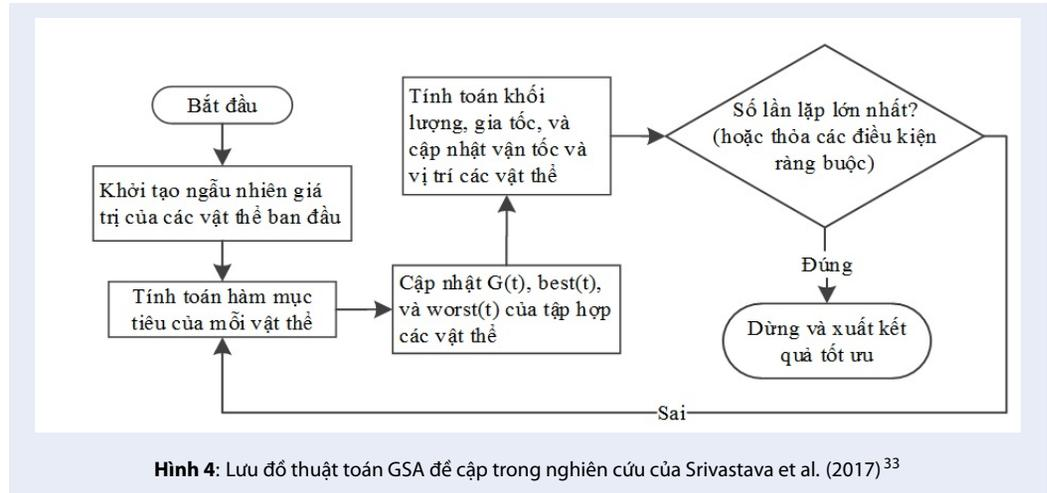 Bắt đầu
Khởi tạo ngẫu nhiên giá
trị của các vật thể ban đầu
Tính toán hàm mục
tiêu của mỗi vật thể
Cập nhật G(t), best(t),
và worst(t) của tập hợp
các vật thể
Tính toán khối
lượng, gia tốc, và
cập nhật vận tốc và
vị trí các vật thể
Số lần lặp lớn nhất?
(hoặc thỏa các điều kiện
ràng buộc)
Đúng
Dừng và xuất kết
quả tốt ưu
Sai
Hình 4: Lưu đồ thuật toán GSA đề cập trong nghiên cứu của Srivastava et al. (2017) 33